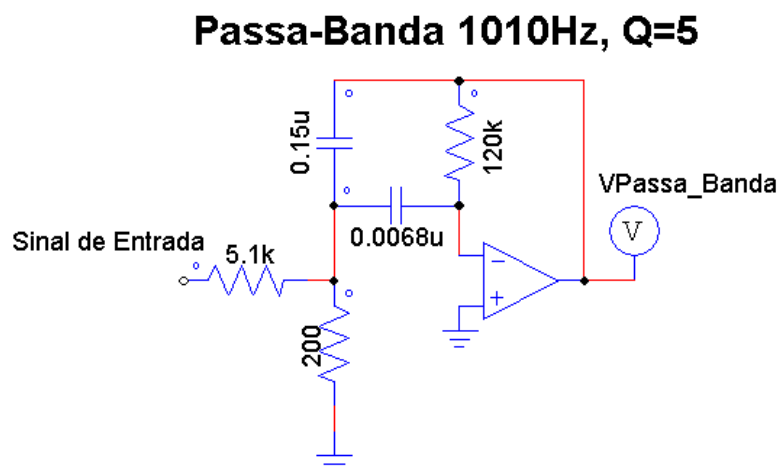 Passa-Banda 1010Hz, Q=5
0.15u
120k
VPassa_Banda
0.0068u
Sinal de Entrada
5.1k
V
200